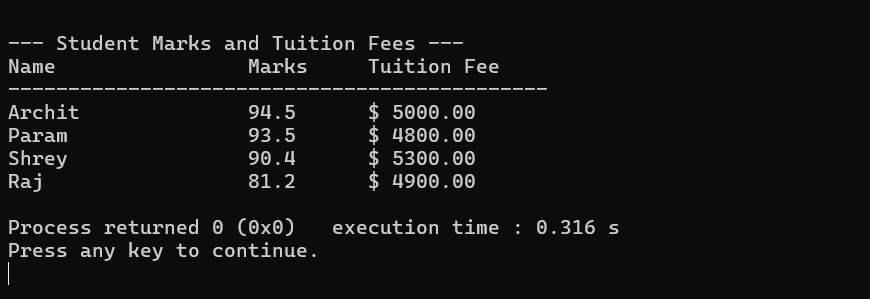 --- Student Marks and Tuition Fees ---
Name                Marks     Tuition Fee
---------------------------------------------
Archit              94.5      $ 5000.00
Param               93.5      $ 4800.00
Shrey               90.4      $ 5300.00
Raj                 81.2      $ 4900.00
Process returned 0 (0x0)   execution time : 0.316 s
Press any key to continue.